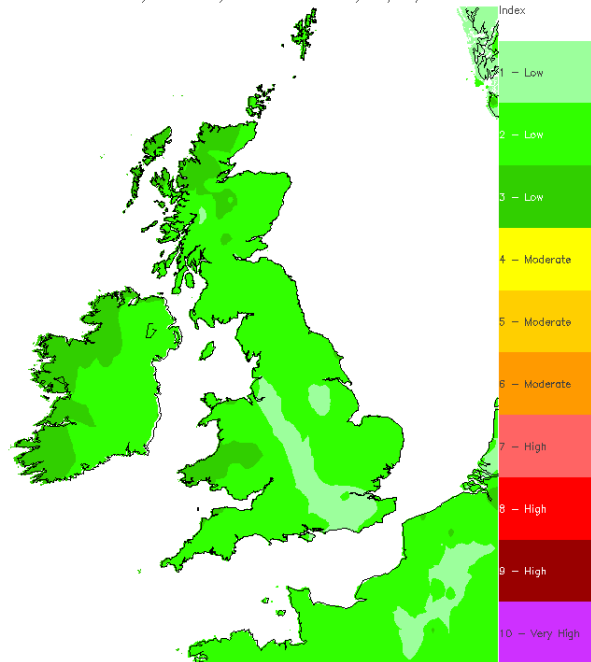 Index
1 - Low
2 - Low
3 - Low
4 - Moderate
5 - Moderate
6 - Moderate
7 - High
8 - High
9 - High
10 - Very High